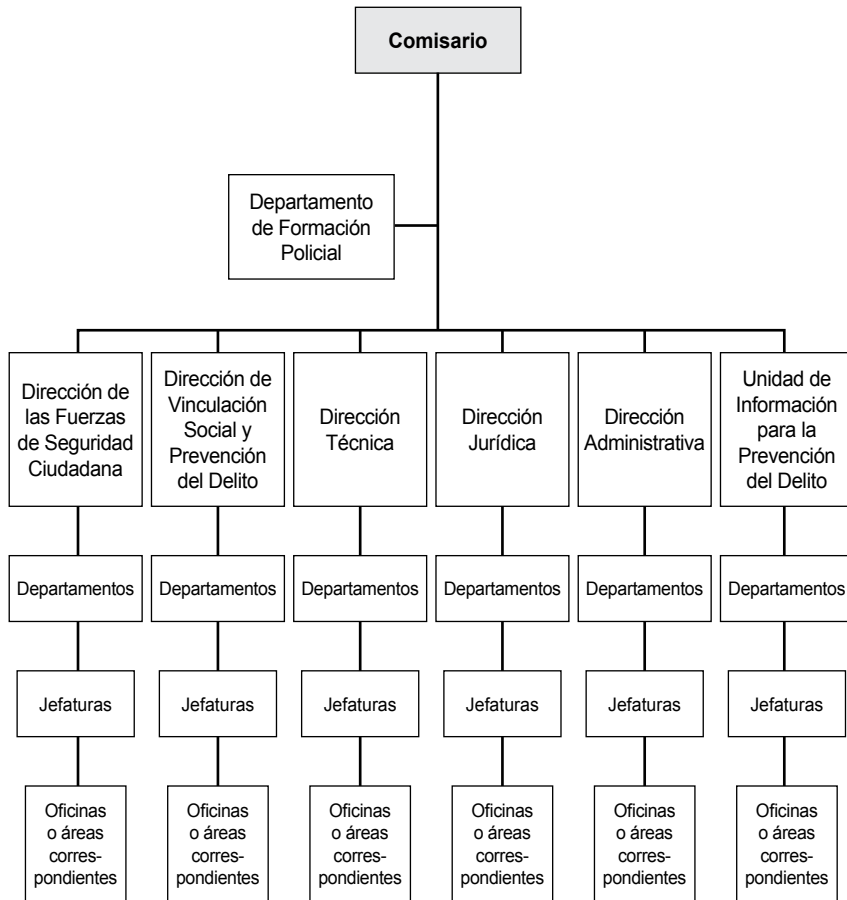 Comisario
Departamento
de Formación
Policial
Dirección de
las Fuerzas
de Seguridad
Ciudadana
Dirección de
Vinculación
Social y
Prevención
del Delito
Dirección
Técnica
Dirección
Jurídica
Dirección
Administrativa
Unidad de
Información
para la
Prevención
del Delito
Departamentos
Departamentos
Departamentos
Departamentos
Departamentos
Departamentos
Jefaturas
Jefaturas
Jefaturas
Jefaturas
Jefaturas
Jefaturas
Oficinas
o áreas
corres-
pondientes
Oficinas
o áreas
corres-
pondientes
Oficinas
o áreas
corres-
pondientes
Oficinas
o áreas
corres-
pondientes
Oficinas
o áreas
corres-
pondientes
Oficinas
o áreas
corres-
pondientes